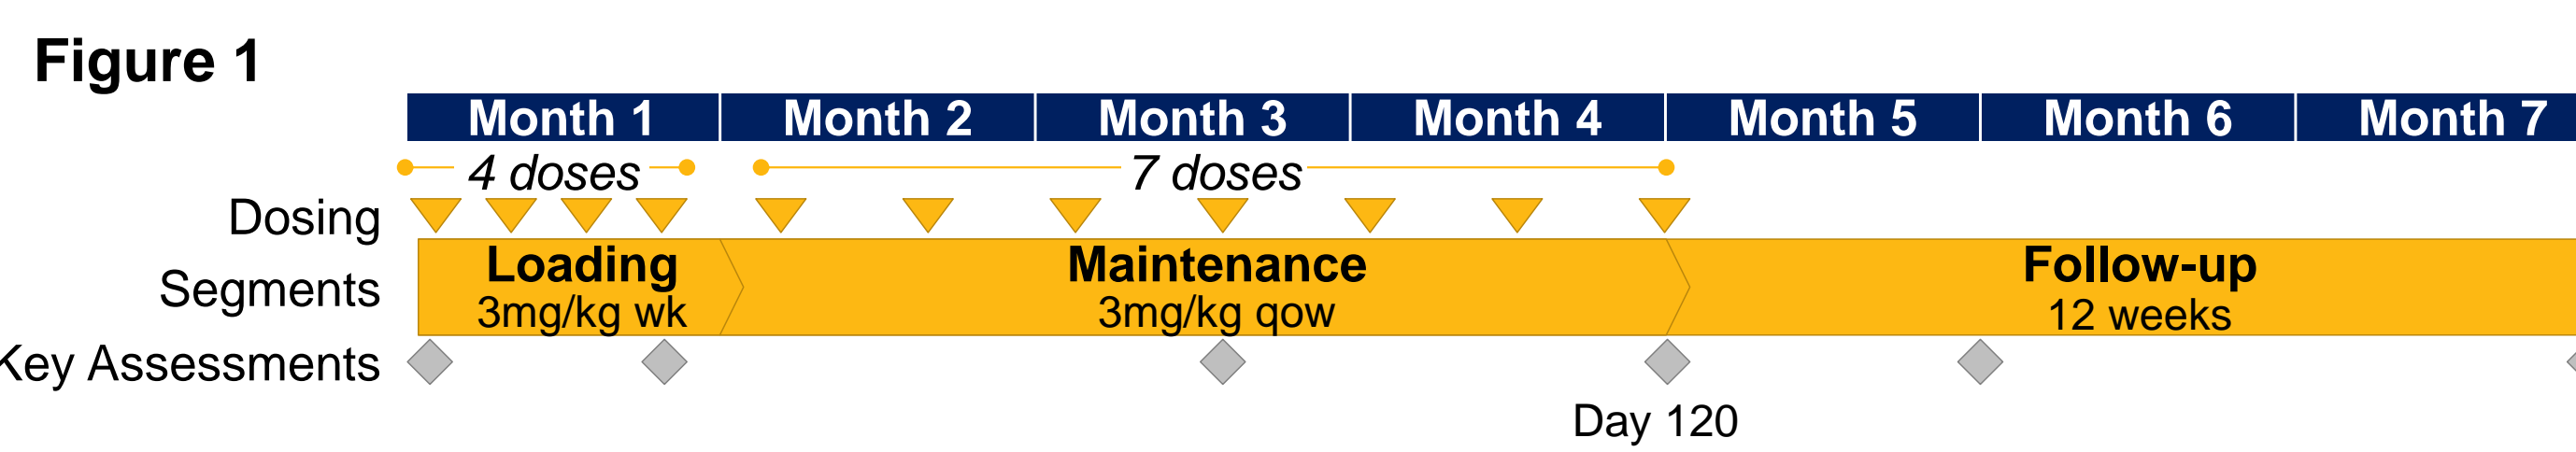 Figure 1
Month 1 Month 2 Month 3 Month 4 Month 5 Month 6 Month 7
4 doses 7 doses
Dosing
Segments
Loading Maintenance Follow-up
3mg/kg wk 3mg/kg qow 12 weeks
Key Assessments
Day 120